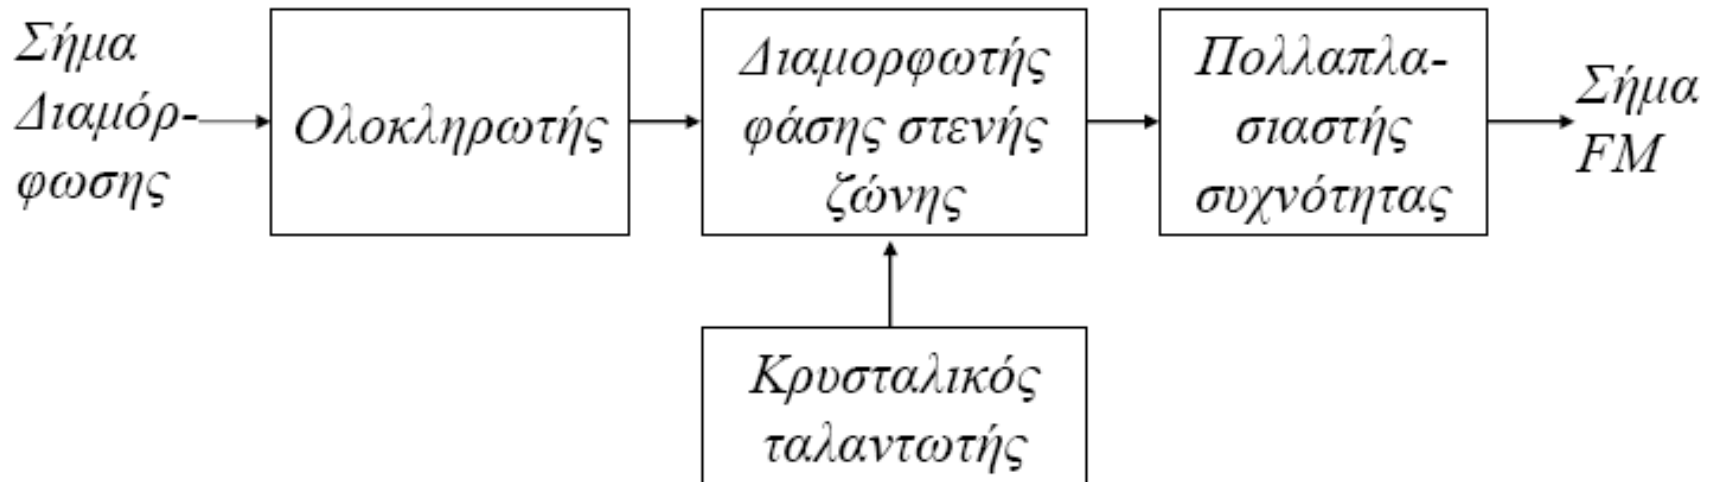 Σήμα
Διαμόρ-
φωσης
Ολοκληρωτής
Διαμορφωτής
φάσης στενής
ζώνης
Πολλαπλα-
σιαστής
συχνότητας
Σήμα
FM
Κρυσταλικός
ταλαντωτής